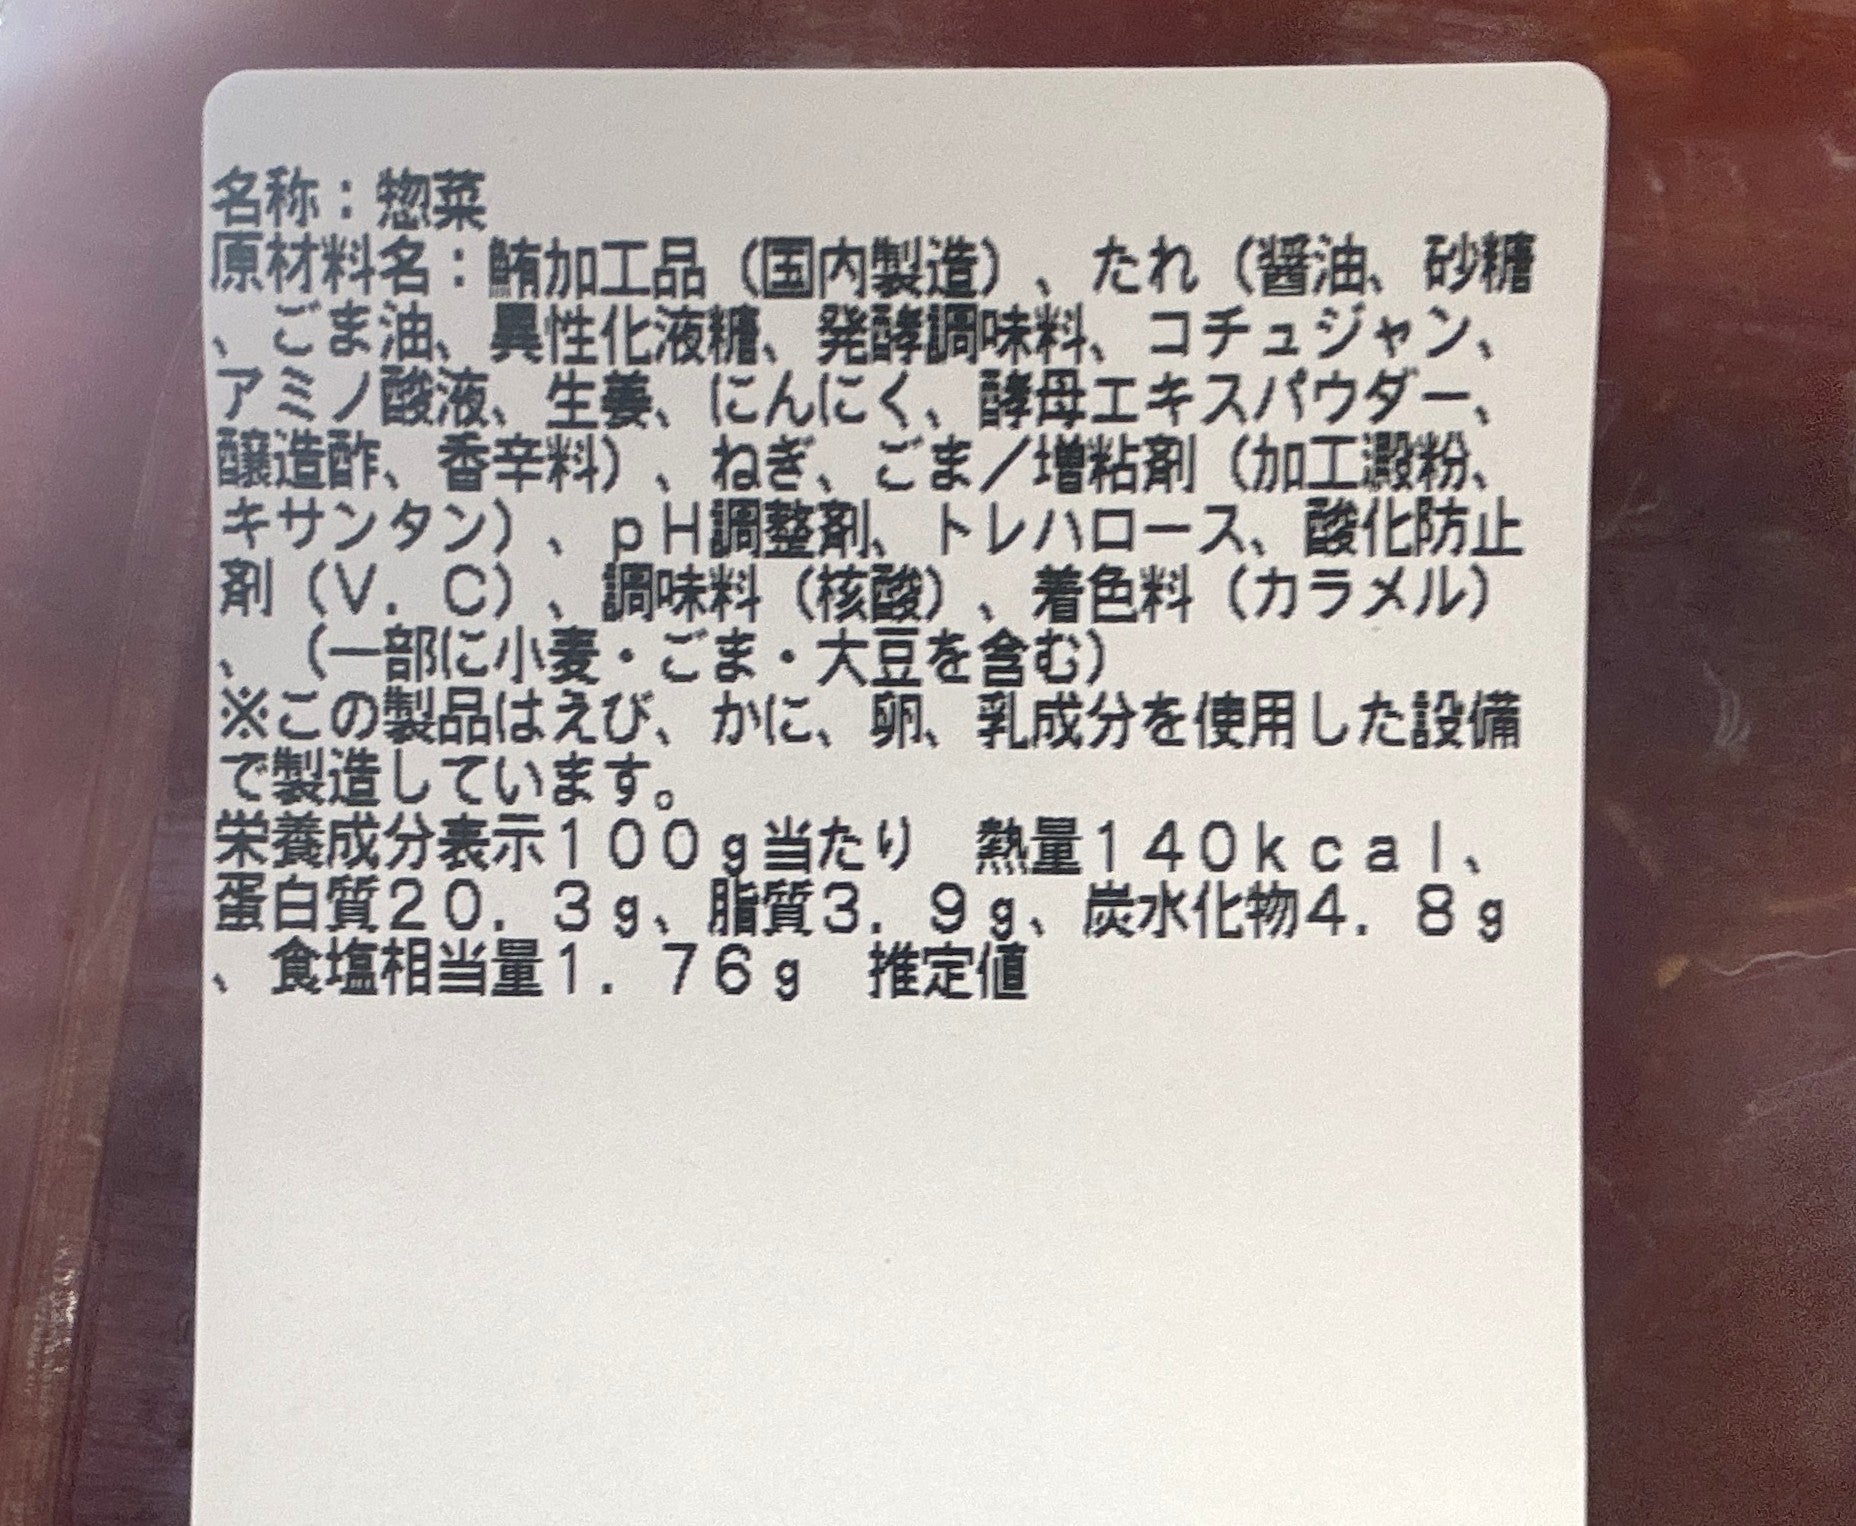 名称：惣菜
原材料名：鮪加工品（国内製造）、たれ（醤油、砂糖
、ごま油、異性化液糖、発酵調味料、コチュジャン、
アミノ酸液、生姜、にんにく、酵母エキスパウダー、
醸造酢、香辛料）、ねぎ、ごま／増粘剤（加工澱粉、
キサンタン）、ｐＨ調整剤、トレハロース、酸化防止
剤（Ｖ．Ｃ）、調味料（核酸）、着色料（カラメル）
、（一部に小麦・ごま・大豆を含む）
※この製品はえび、かに、卵、乳成分を使用した設備
で製造しています。
栄養成分表示１００ｇ当たり　熱量１４０ｋｃａｌ、
蛋白質２０．３ｇ、脂質３．９ｇ、炭水化物４．８ｇ
、食塩相当量１．７６ｇ　推定値